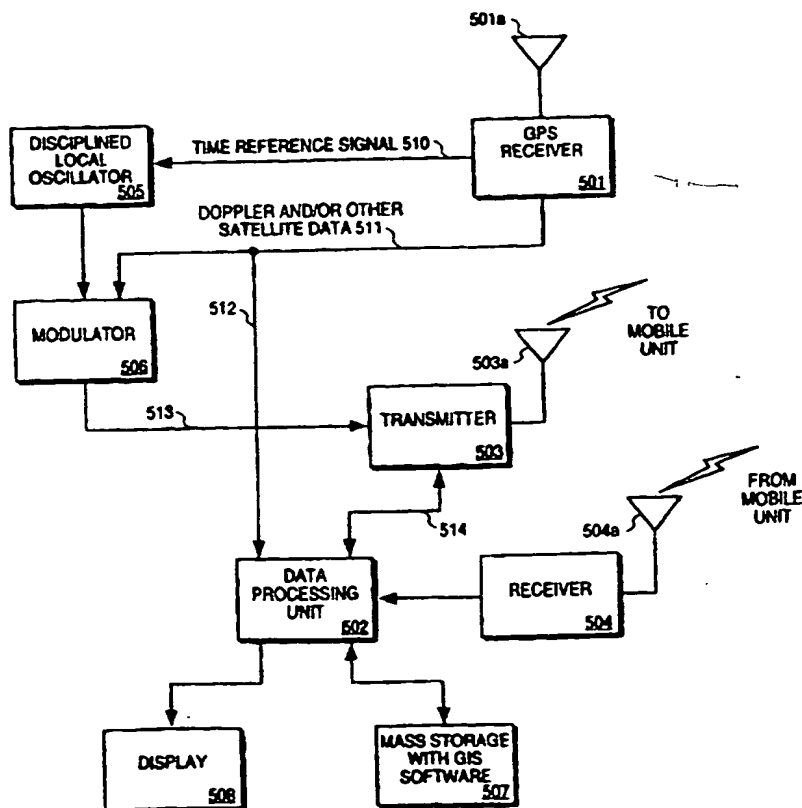 501a
GPS
RECEIVER
501
DISCIPLINED
LOCAL
OSCILLATOR
505
TIME REFERENCE SIGNAL 510
DOPPLER AND/OR OTHER
SATELLITE DATA 511
512
MODULATOR
506
TO
MOBILE
UNIT
503a
513
TRANSMITTER
503
FROM
MOBILE
UNIT
504a
514
DATA
PROCESSING
UNIT
502
RECEIVER
504
DISPLAY
508
MASS STORAGE
WITH GIS
SOFTWARE
507